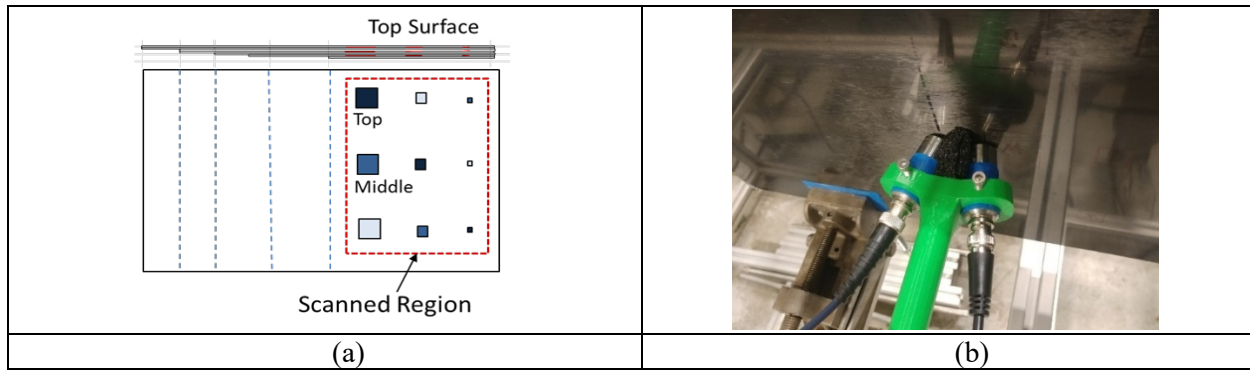 Top Surface
Top
Middle
Scanned Region
(a)
(b)